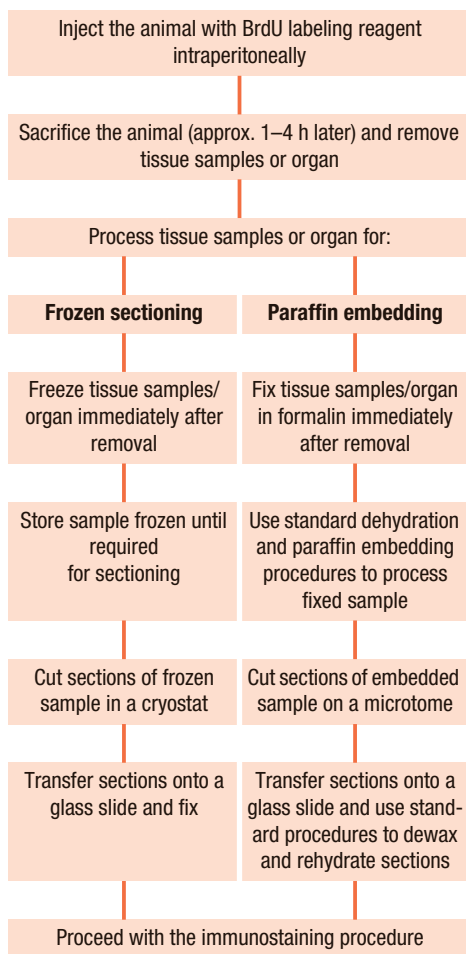 Inject the animal with BrdU labeling reagent
intraperitoneally
Sacrifice the animal (approx. 1–4 h later) and remove
tissue samples or organ
Process tissue samples or organ for:
Frozen sectioning
Paraffin embedding
Freeze tissue samples/
organ immediately after
removal
Fix tissue samples/organ
in formalin immediately
after removal
Store sample frozen until
required
for sectioning
Use standard dehydration
and paraffin embedding
procedures to process
fixed sample
Cut sections of frozen
sample in a cryostat
Cut sections of embedded
sample on a microtome
Transfer sections onto a
glass slide and fix
Transfer sections onto a
glass slide and use stand-
ard procedures to dewax
and rehydrate sections
Proceed with the immunostaining procedure